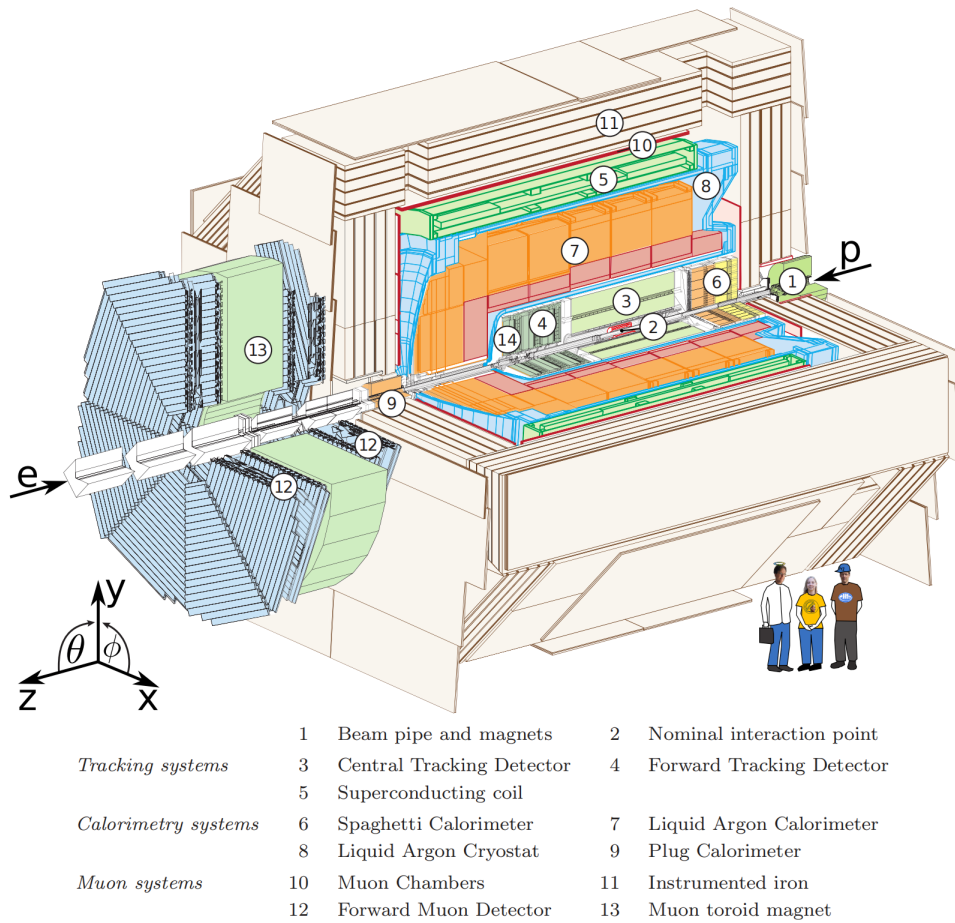 11
10
5
8
7
p
1
6
3
4
2
14
13
9
12
e
12
y
θ
ϕ
z
x
1 Beam pipe and magnets 2 Nominal interaction point
Tracking systems 3 Central Tracking Detector 4 Forward Tracking Detector
5 Superconducting coil
Calorimetry systems 6 Spaghetti Calorimeter 7 Liquid Argon Calorimeter
8 Liquid Argon Cryostat 9 Plug Calorimeter
Muon systems 10 Muon Chambers 11 Instrumented iron
12 Forward Muon Detector 13 Muon toroid magnet